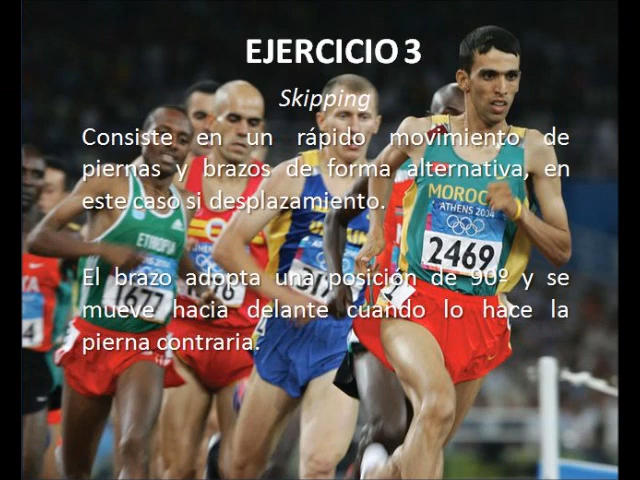 EJERCICIO 3
Skipping
Consiste en un rápido movimiento de
piernas y brazos de forma alternativa, en
este caso si desplazamiento.
El brazo adopta una posición de 90º y se
mueve hacia delante cuando lo hace la
pierna contraria.
MOROC
ATHENS 2004
2469
ETHIOPIA
1677